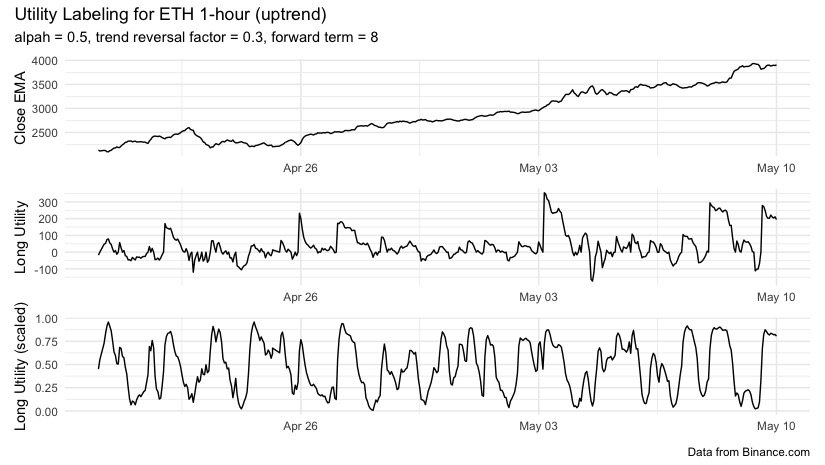 Utility Labeling for ETH 1-hour (uptrend)
alpah = 0.5, trend reversal factor = 0.3, forward term = 8
Close EMA
4000
3500
3000
2500
Apr 26
May 03
May 10
Long Utility
300
200
100
0
-100
Apr 26
May 03
May 10
Long Utility (scaled)
1.00
0.75
0.50
0.25
0.00
Apr 26
May 03
May 10
Data from Binance.com